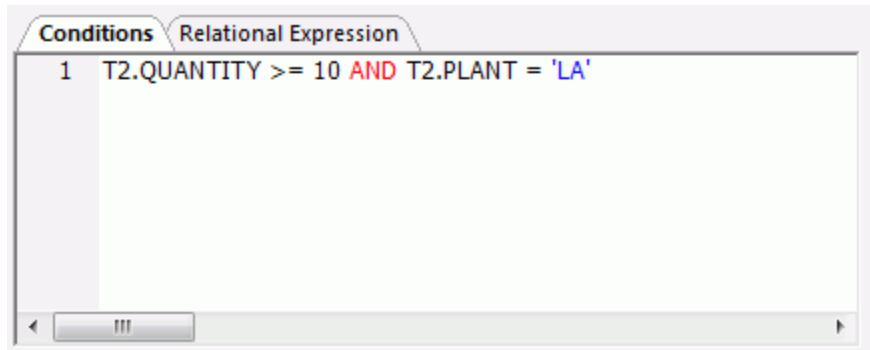 Conditions Relational Expression
1 T2.QUANTITY >= 10 AND T2.PLANT = 'LA'